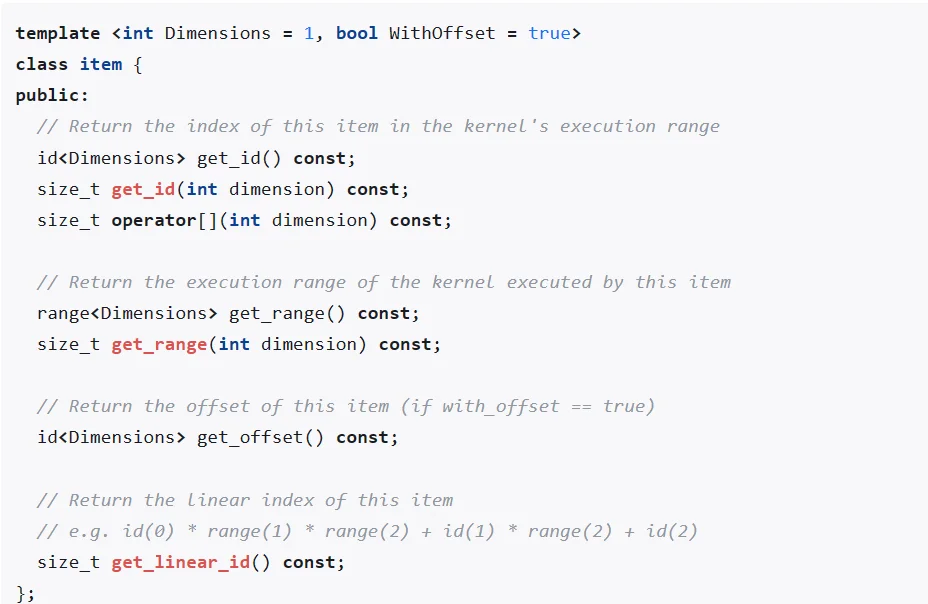 template <int Dimensions = 1, bool WithOffset = true>
class item {
public:
  // Return the index of this item in the kernel's execution range
  id<Dimensions> get_id() const;
  size_t get_id(int dimension) const;
  size_t operator[](int dimension) const;

  // Return the execution range of the kernel executed by this item
  range<Dimensions> get_range() const;
  size_t get_range(int dimension) const;

  // Return the offset of this item (if with_offset == true)
  id<Dimensions> get_offset() const;

  // Return the linear index of this item
  // e.g. id(0) * range(1) * range(2) + id(1) * range(2) + id(2)
  size_t get_linear_id() const;
};